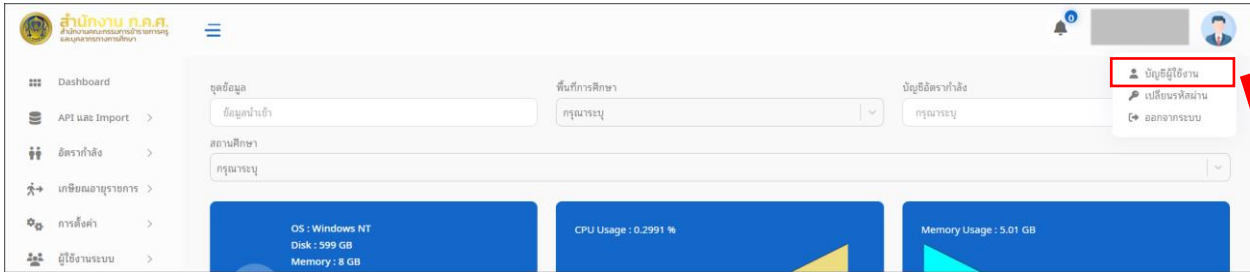 สำนักงาน ก.ค.ศ.
สำนักงานคณะกรรมการข้าราชการครู
และบุคลากรทางการศึกษา
0
Dashboard
API และ Import
อัตรากำลัง
เกษียณอายุราชการ
การตั้งค่า
ผู้ใช้งานระบบ
บัญชีผู้ใช้งาน
เปลี่ยนรหัสผ่าน
ออกจากระบบ
ชุดข้อมูล
ข้อมูลนำเข้า
พื้นที่การศึกษา
กรุณาระบุ
บัญชีอัตรากำลัง
กรุณาระบุ
สถานศึกษา
กรุณาระบุ
OS : Windows NT
Disk : 599 GB
Memory : 8 GB
CPU Usage : 0.2991 %
Memory Usage : 5.01 GB